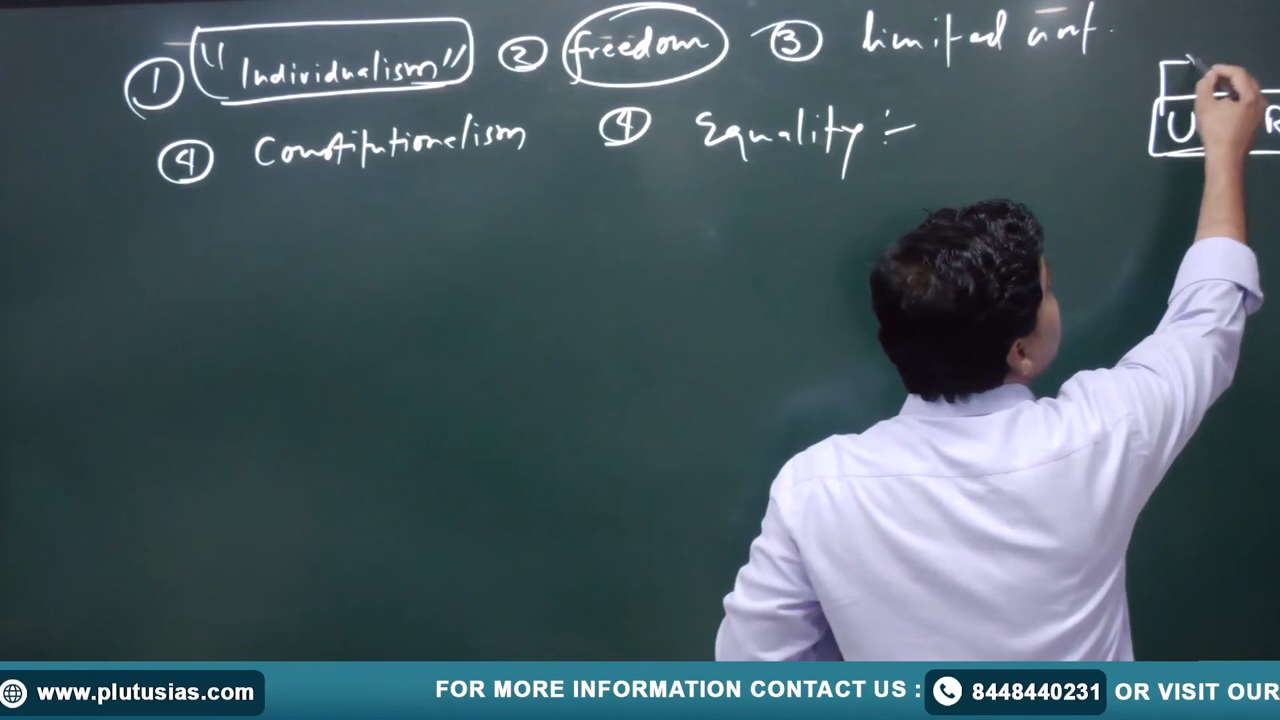 ① "Individualism" ② freedom ③ limited
④ Constitutionalism ④ Equality :-
U
www.plutusias.com FOR MORE INFORMATION CONTACT US : 8448440231 OR VISIT OUR